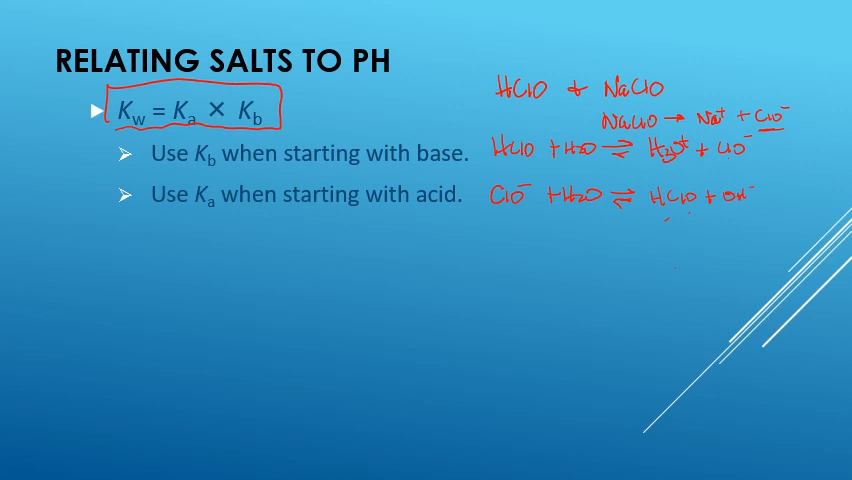 RELATING SALTS TO PH
Kw = Ka × Kb
Use Kb when starting with base.
Use Ka when starting with acid.
HClO + NaClO
NaClO → Na⁺ + ClO⁻
HClO + H₂O ⇌ H₃O⁺ + ClO⁻
ClO⁻ + H₂O ⇌ HClO + OH⁻